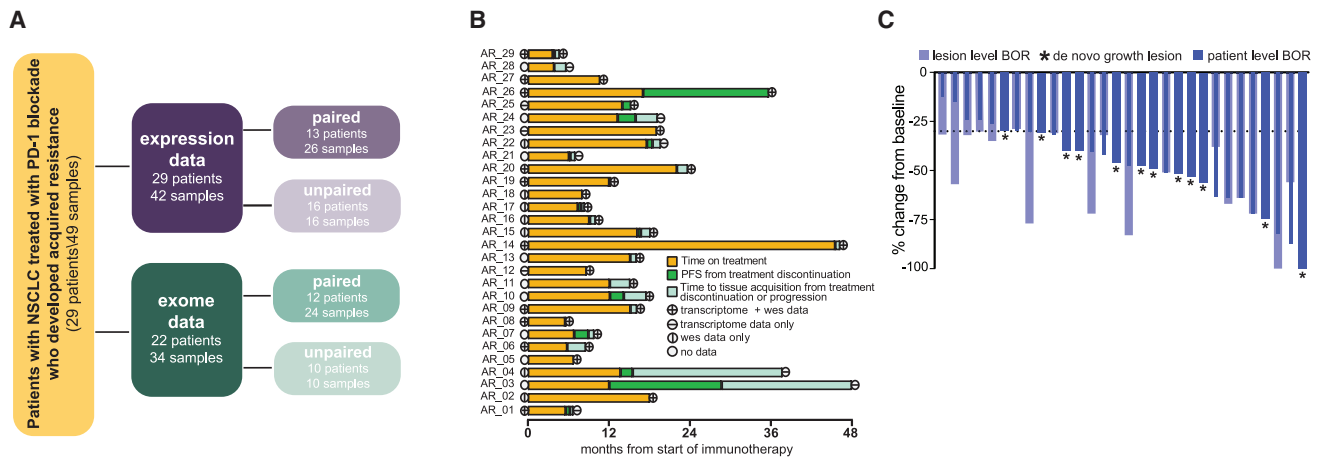 A
Patients with NSCLC treated with PD-1 blockade
who developed acquired resistance
(29 patients\49 samples)
expression
data
29 patients
42 samples
paired
13 patients
26 samples
unpaired
16 patients
16 samples
exome
data
22 patients
34 samples
paired
12 patients
24 samples
unpaired
10 patients
10 samples
B
AR_29
AR_28
AR_27
AR_26
AR_25
AR_24
AR_23
AR_22
AR_21
AR_20
AR_19
AR_18
AR_17
AR_16
AR_15
AR_14
AR_13
AR_12
AR_11
AR_10
AR_09
AR_08
AR_07
AR_06
AR_05
AR_04
AR_03
AR_02
AR_01
Time on treatment
PFS from treatment discontinuation
Time to tissue acquisition from treatment
discontinuation or progression
transcriptome + wes data
transcriptome data only
wes data only
no data
0 12 24 36 48
months from start of immunotherapy
C
lesion level BOR * de novo growth lesion patient level BOR
% change from baseline
0
-25
-50
-75
-100
* * * * * * * * * * * *